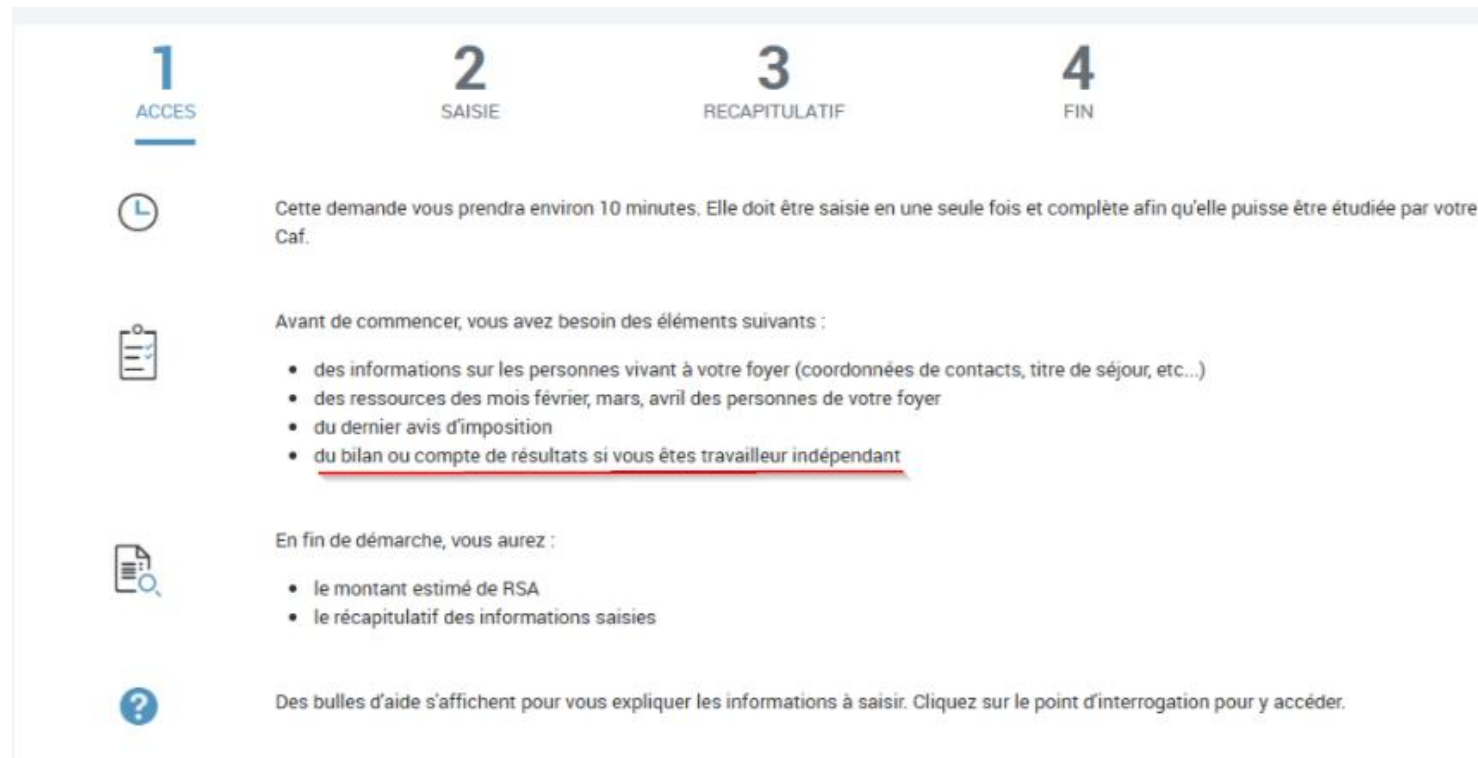 1 2 3 4
ACCES SAISIE RECAPITULATIF FIN
Cette demande vous prendra environ 10 minutes. Elle doit être saisie en une seule fois et complète afin qu'elle puisse être étudiée par votre
Caf.
Avant de commencer, vous avez besoin des éléments suivants :
• des informations sur les personnes vivant à votre foyer (coordonnées de contacts, titre de séjour, etc...)
• des ressources des mois février, mars, avril des personnes de votre foyer
• du dernier avis d'imposition
• du bilan ou compte de résultats si vous êtes travailleur indépendant
En fin de démarche, vous aurez :
• le montant estimé de RSA
• le récapitulatif des informations saisies
?
Des bulles d'aide s'affichent pour vous expliquer les informations à saisir. Cliquez sur le point d'interrogation pour y accéder.